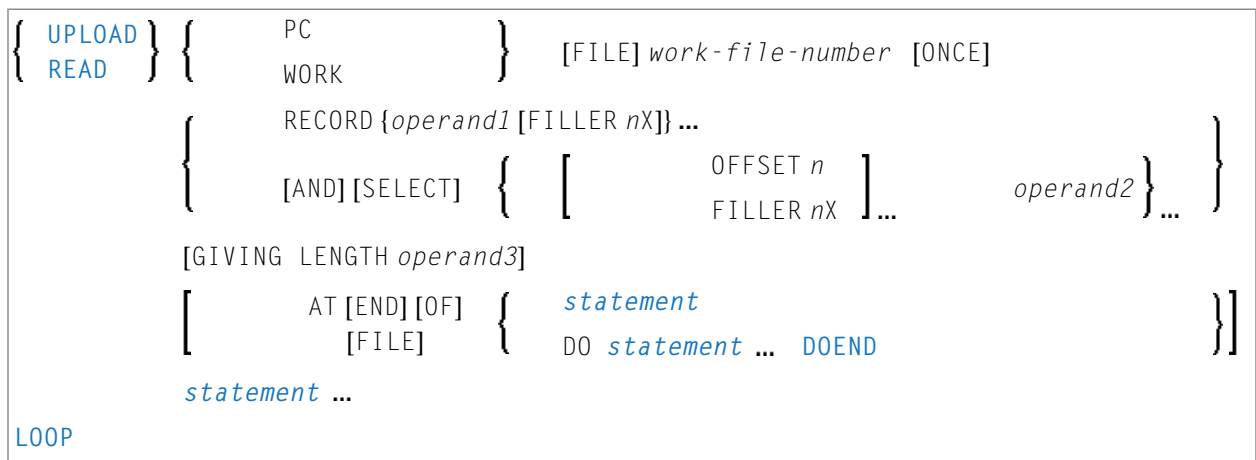 { UPLOAD } { PC } [FILE] work-file-number [ONCE]
READ WORK
{ RECORD {operand1 [FILLER nX]} ... }
[AND] [SELECT] { [ OFFSET n ] ... operand2 } ...
FILLER nX
[GIVING LENGTH operand3]
[ AT [END] [OF] { statement } ]
[FILE] DO statement ... DOEND
statement ...
LOOP